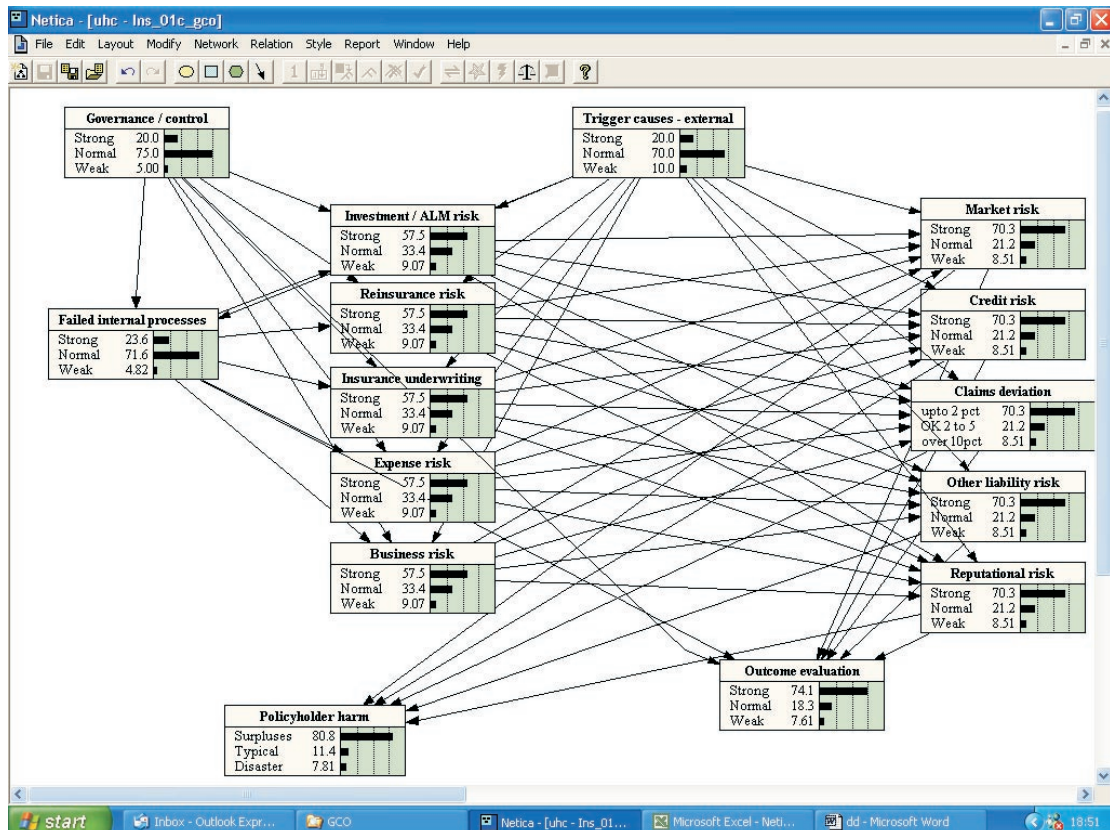 Netica - [uhc - Ins_01c_gco]
File Edit Layout Modify Network Relation Style Report Window Help
1 ?
Governance / control
Strong 20.0
Normal 75.0
Weak 5.00
Trigger causes - external
Strong 20.0
Normal 70.0
Weak 10.0
Investment / ALM risk
Strong 57.5
Normal 33.4
Weak 9.07
Market risk
Strong 70.3
Normal 21.2
Weak 8.51
Reinsurance risk
Strong 57.5
Normal 33.4
Weak 9.07
Credit risk
Strong 70.3
Normal 21.2
Weak 8.51
Failed internal processes
Strong 23.6
Normal 71.6
Weak 4.82
Insurance underwriting
Strong 57.5
Normal 33.4
Weak 9.07
Claims deviation
upto 2 pct 70.3
OK 2 to 5 21.2
over 10pct 8.51
Expense risk
Strong 57.5
Normal 33.4
Weak 9.07
Other liability risk
Strong 70.3
Normal 21.2
Weak 8.51
Business risk
Strong 57.5
Normal 33.4
Weak 9.07
Reputational risk
Strong 70.3
Normal 21.2
Weak 8.51
Outcome evaluation
Strong 74.1
Normal 18.3
Weak 7.61
Policyholder harm
Surpluses 80.8
Typical 11.4
Disaster 7.81
start Inbox - Outlook Expr... GCO Netica - [uhc - Ins_01... Microsoft Excel - Neti... dd - Microsoft Word 18:51